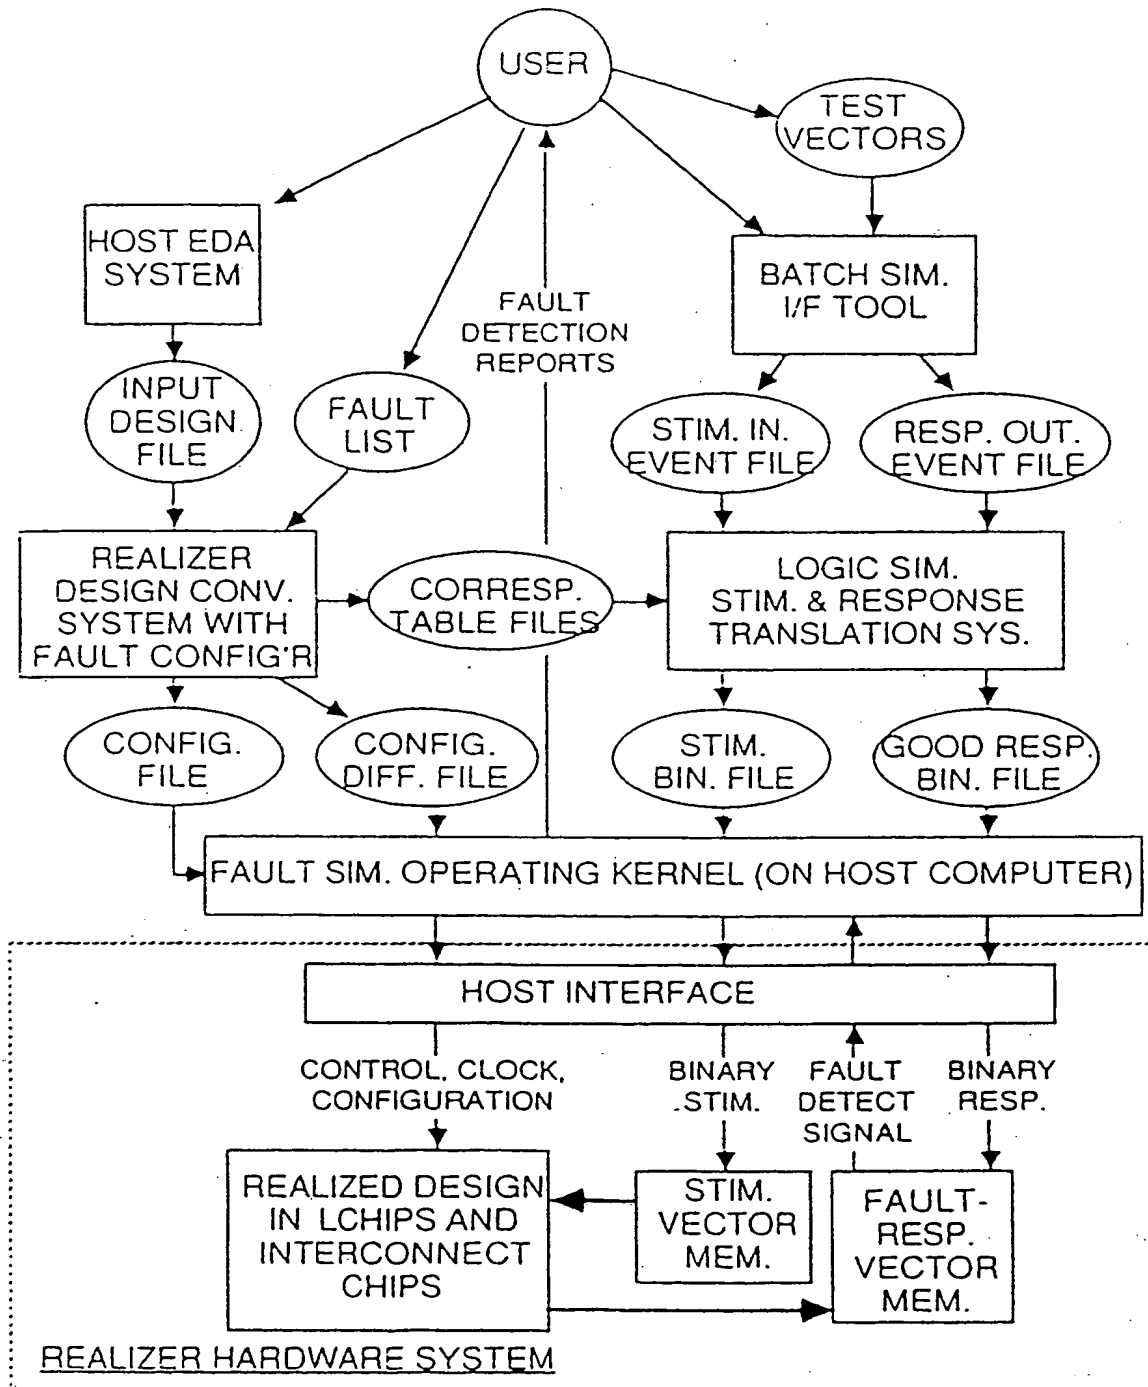 USER
TEST
VECTORS
HOST EDA
SYSTEM
BATCH SIM.
I/F TOOL
FAULT
DETECTION
REPORTS
INPUT
DESIGN
FILE
FAULT
LIST
STIM. IN.
EVENT FILE
RESP. OUT.
EVENT FILE
REALIZER
DESIGN CONV.
SYSTEM WITH
FAULT CONFIG'R
CORRESP.
TABLE FILES
LOGIC SIM.
STIM. & RESPONSE
TRANSLATION SYS.
CONFIG.
FILE
CONFIG.
DIFF. FILE
STIM.
BIN. FILE
GOOD RESP.
BIN. FILE
FAULT SIM. OPERATING KERNEL (ON HOST COMPUTER)
HOST INTERFACE
CONTROL, CLOCK,
CONFIGURATION
BINARY
STIM.
FAULT
DETECT
SIGNAL
BINARY
RESP.
REALIZED DESIGN
IN LCHIPS AND
INTERCONNECT
CHIPS
STIM.
VECTOR
MEM.
FAULT-
RESP.
VECTOR
MEM.
REALIZER HARDWARE SYSTEM